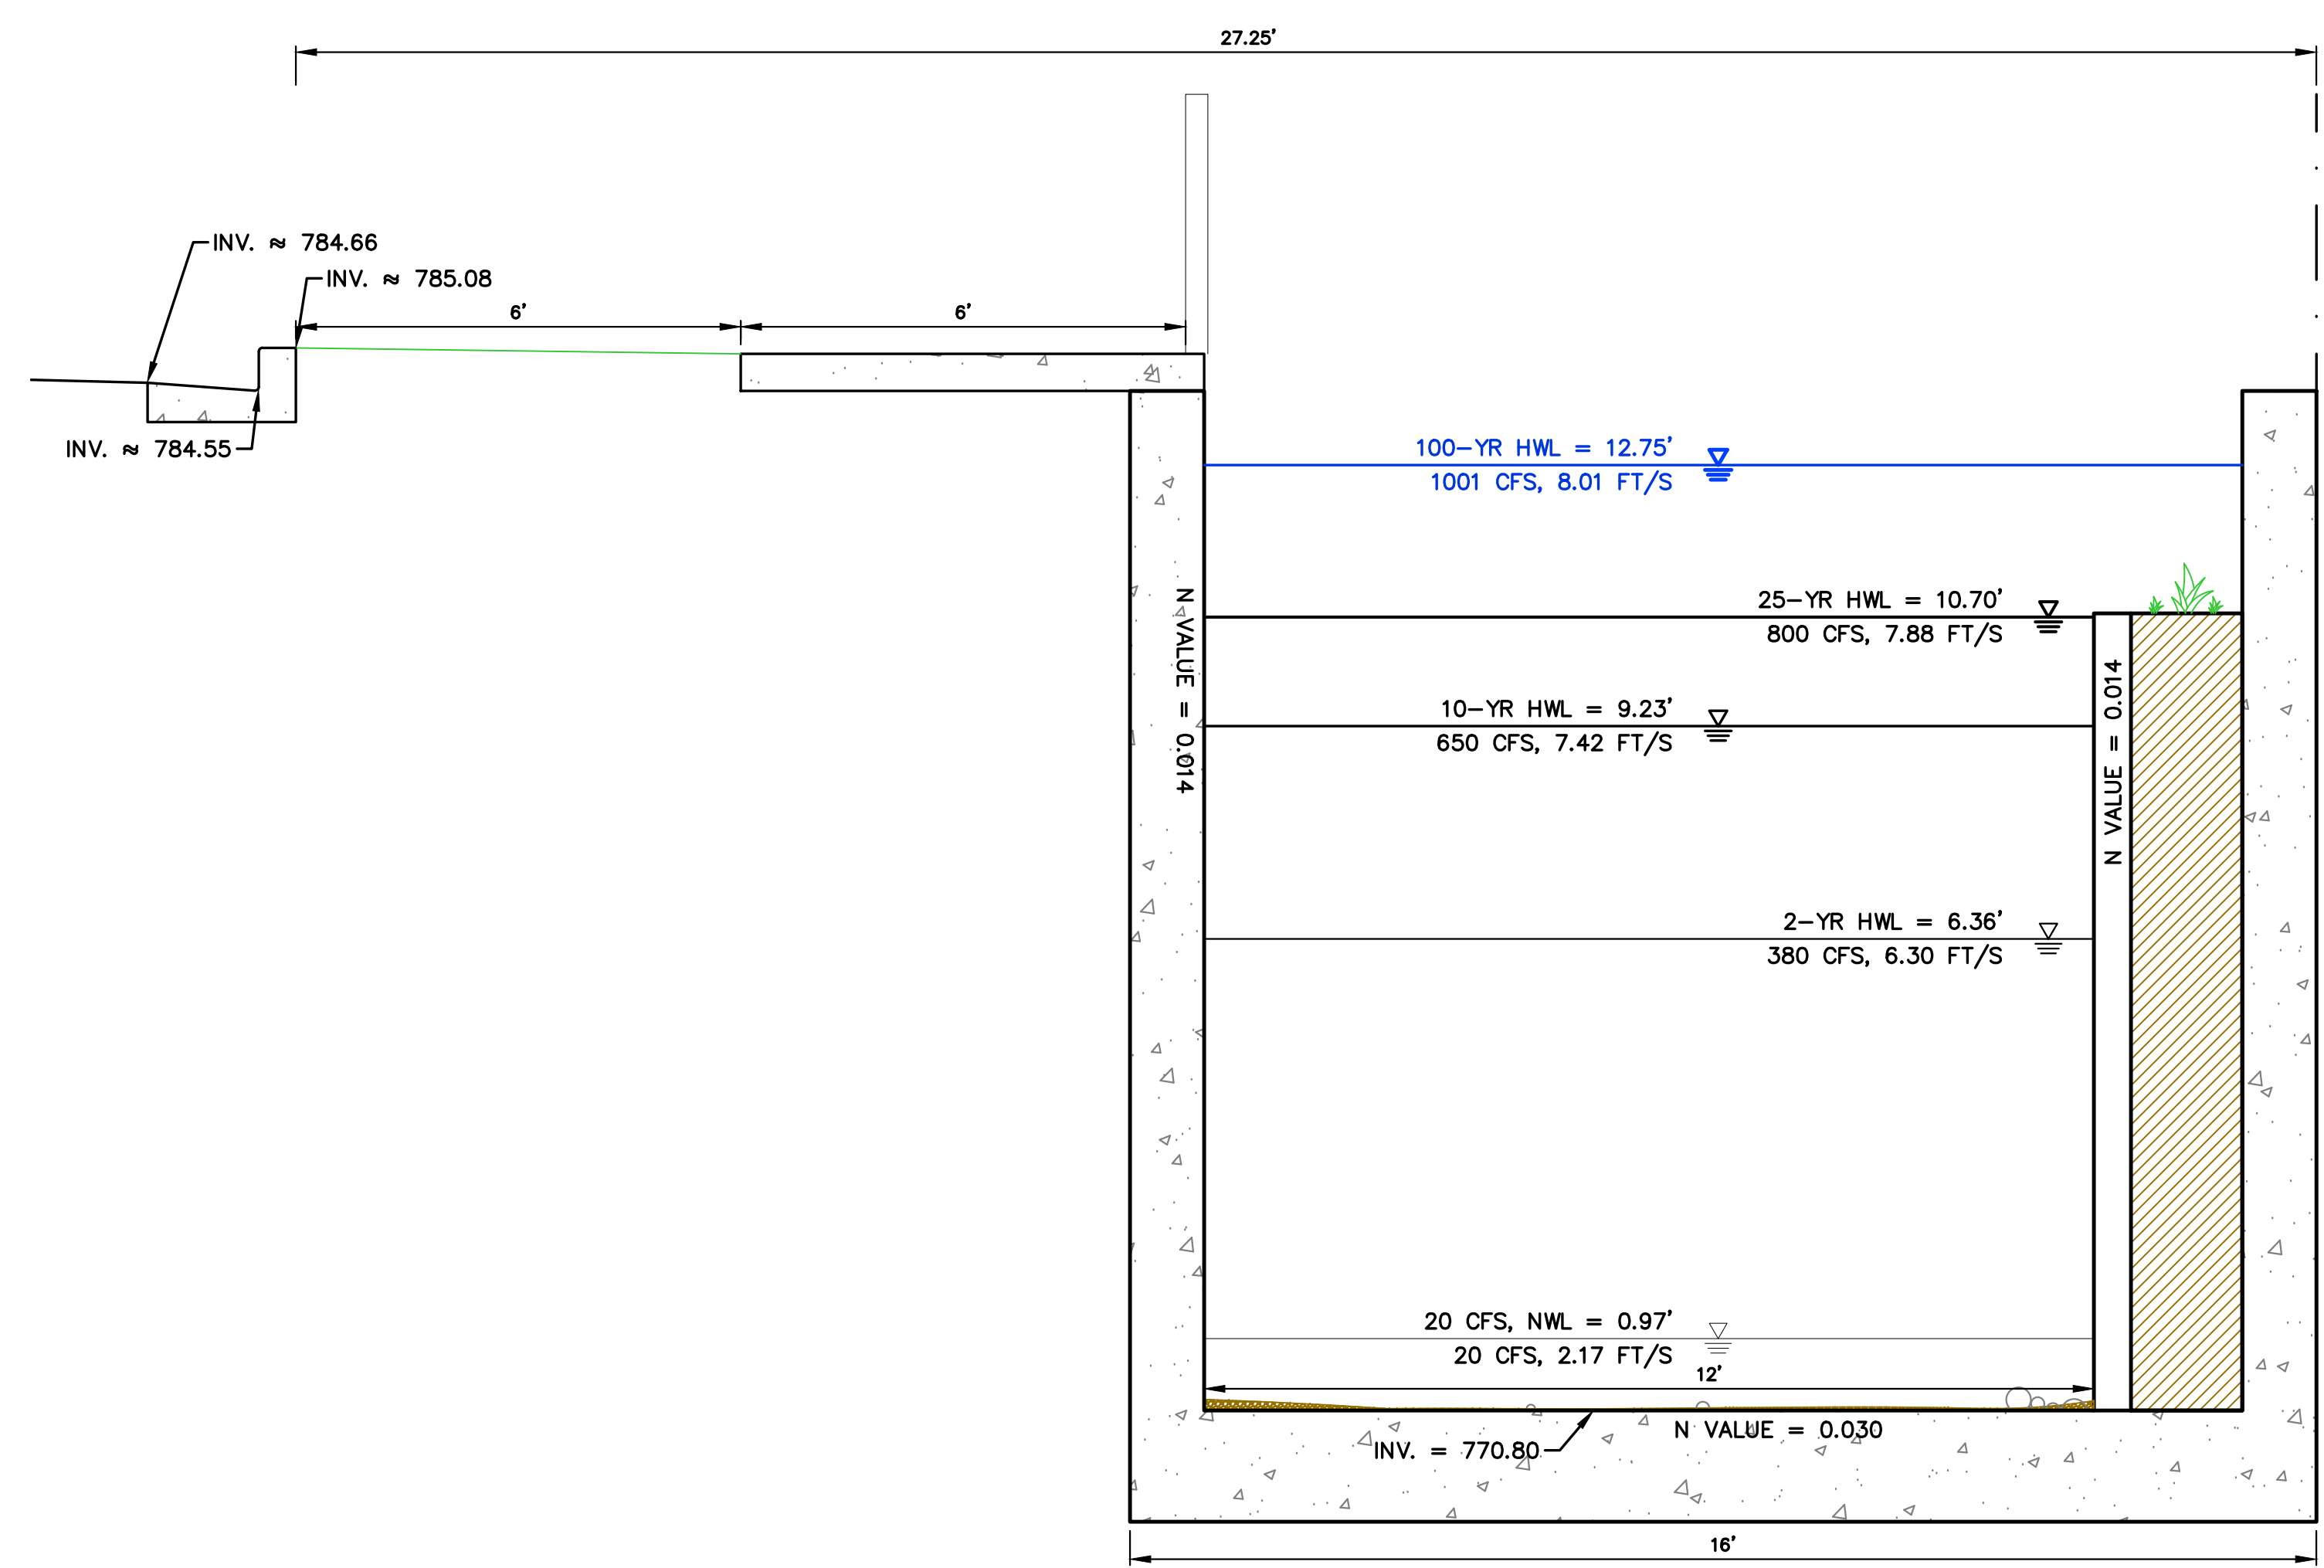 27.25'
INV. ≈ 784.66
INV. ≈ 785.08
6'
6'
INV. ≈ 784.55
100-YR HWL = 12.75'
1001 CFS, 8.01 FT/S
25-YR HWL = 10.70'
800 CFS, 7.88 FT/S
N VALUE = 0.014
N VALUE = 0.014
10-YR HWL = 9.23'
650 CFS, 7.42 FT/S
2-YR HWL = 6.36'
380 CFS, 6.30 FT/S
20 CFS, NWL = 0.97'
20 CFS, 2.17 FT/S
12'
N VALUE = 0.030
INV. = 770.80
16'